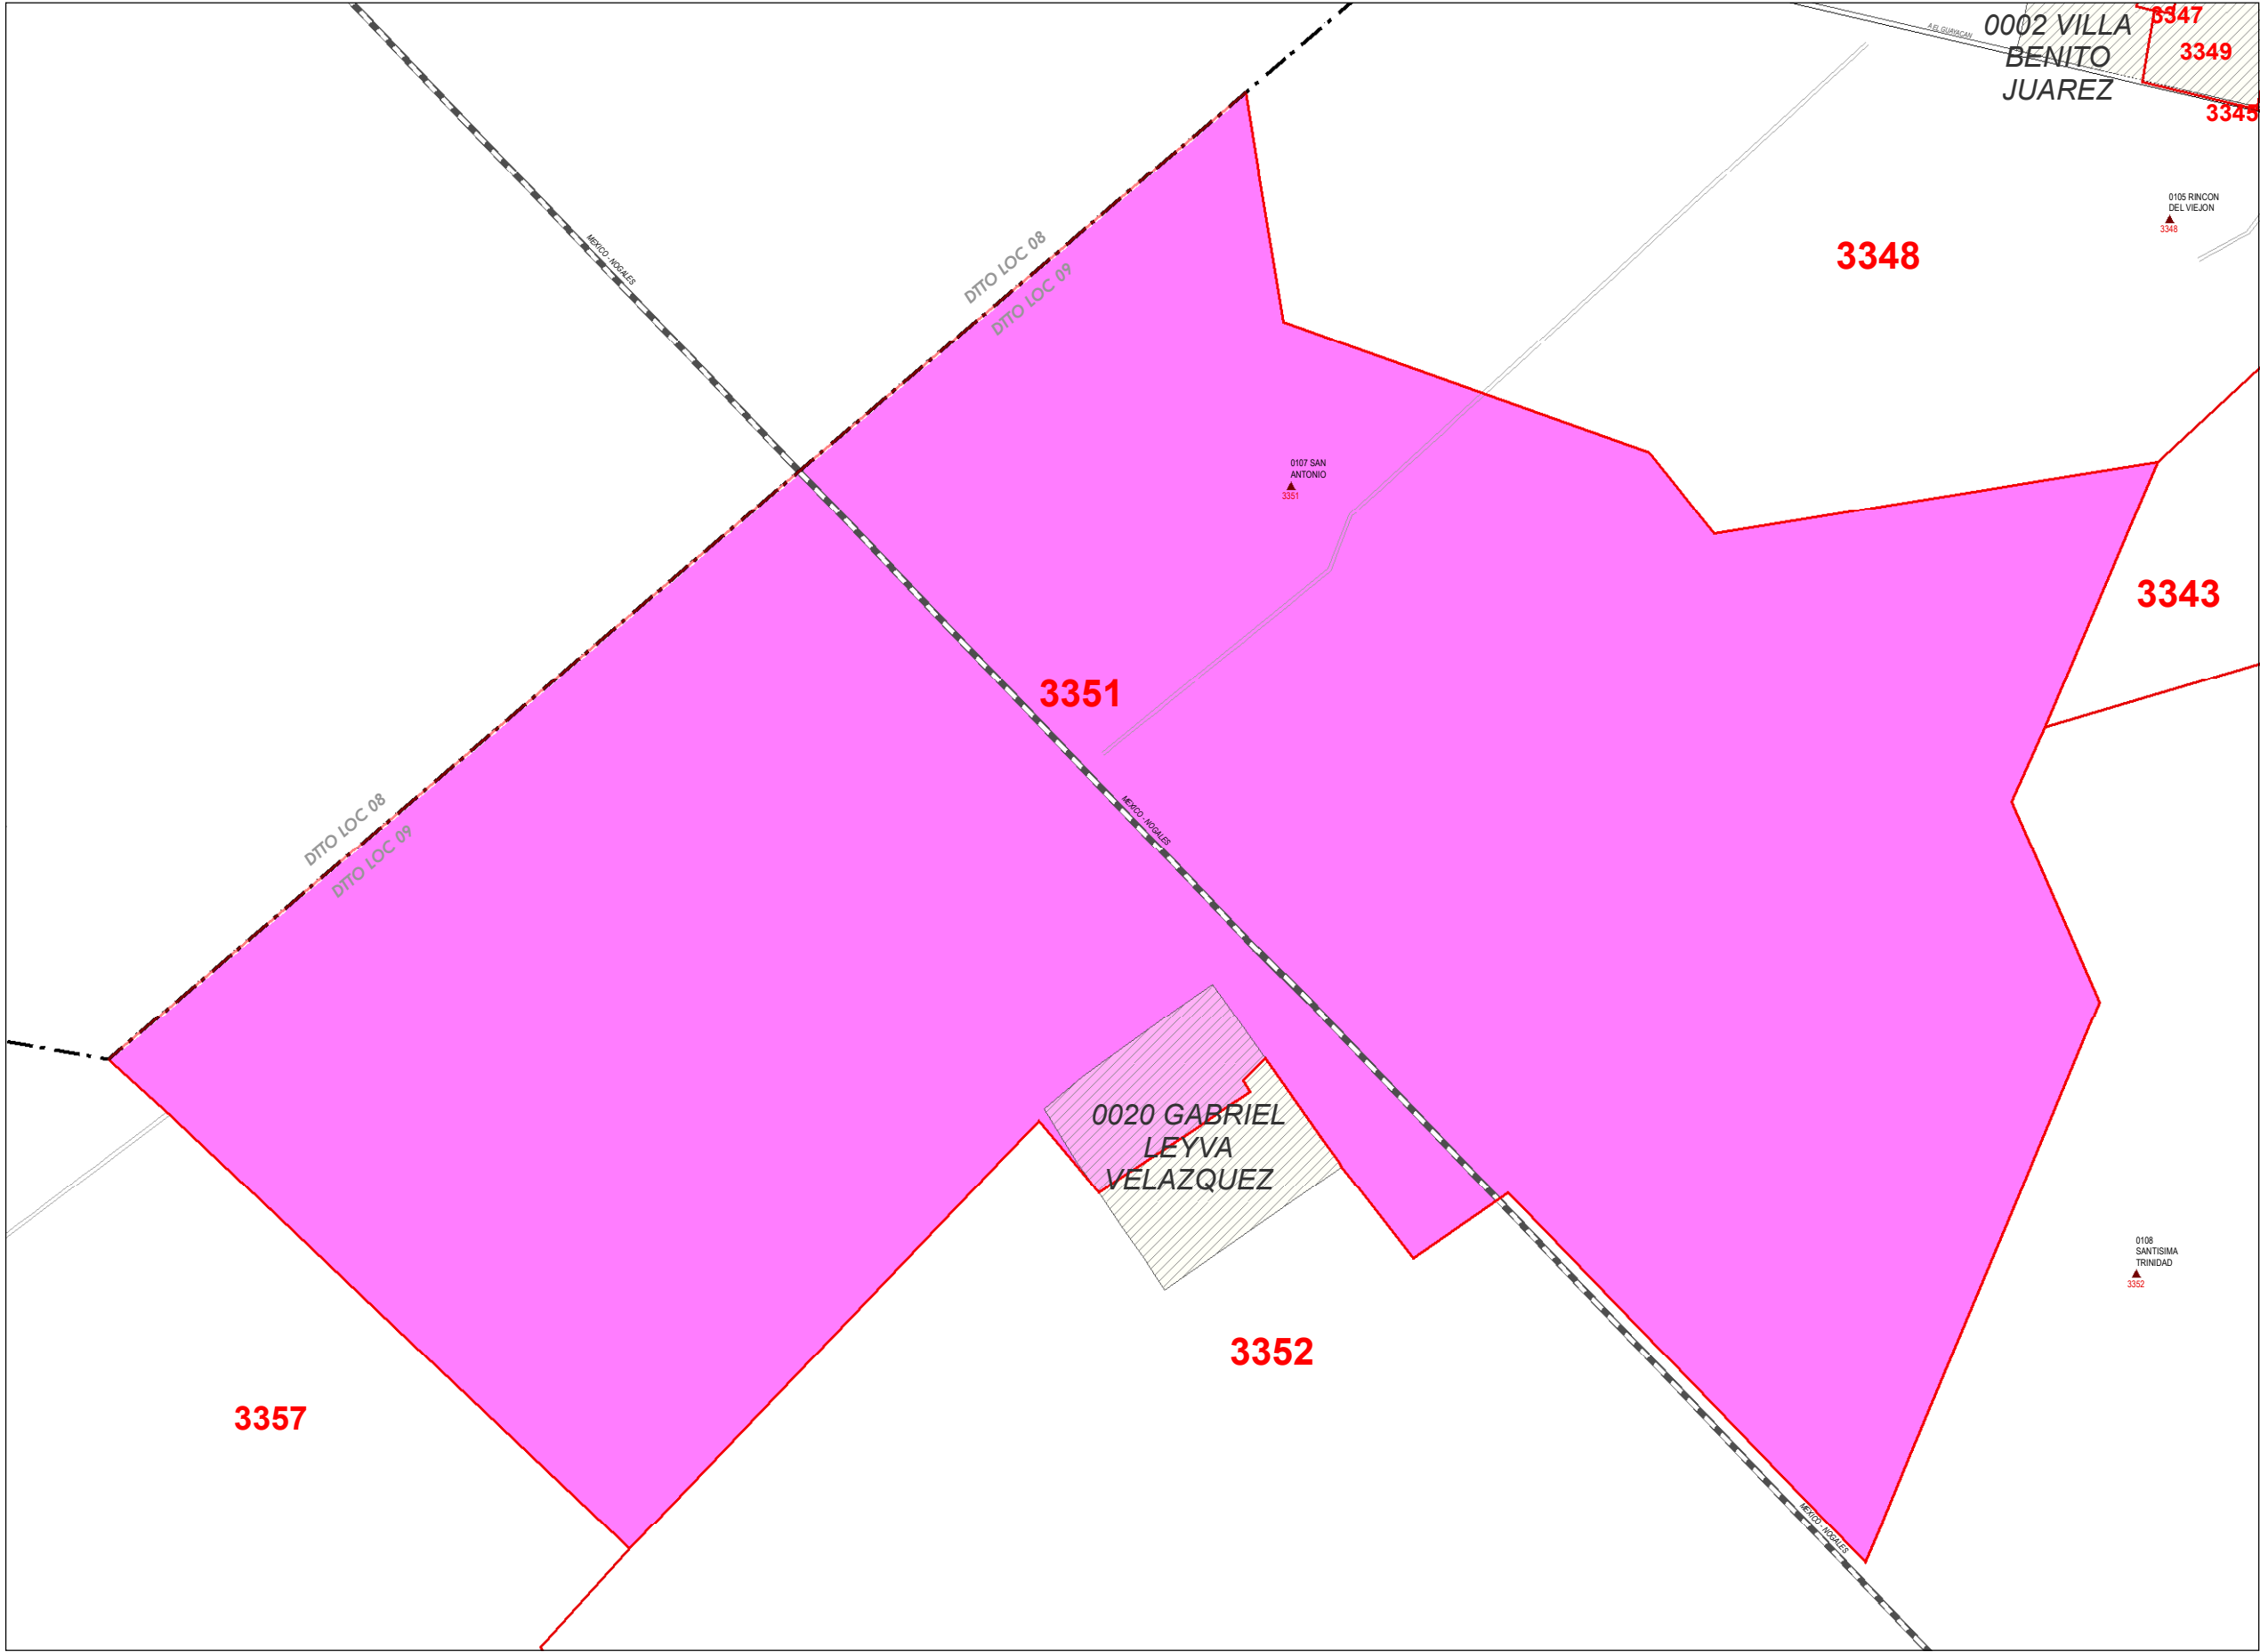 3347
0002 VILLA
BENITO
JUAREZ
A EL GUAYACAN
3349
3345
0105 RINCON
DEL VIEJON
3348
3348
MEXICO - NOGALES
DTTO LOC 08
DTTO LOC 09
0107 SAN
ANTONIO
3351
3343
3351
MEXICO - NOGALES
DTTO LOC 08
DTTO LOC 09
0020 GABRIEL
LEYVA
VELAZQUEZ
0108
SANTISIMA
TRINIDAD
3352
3352
3357
MEXICO - NOGALES